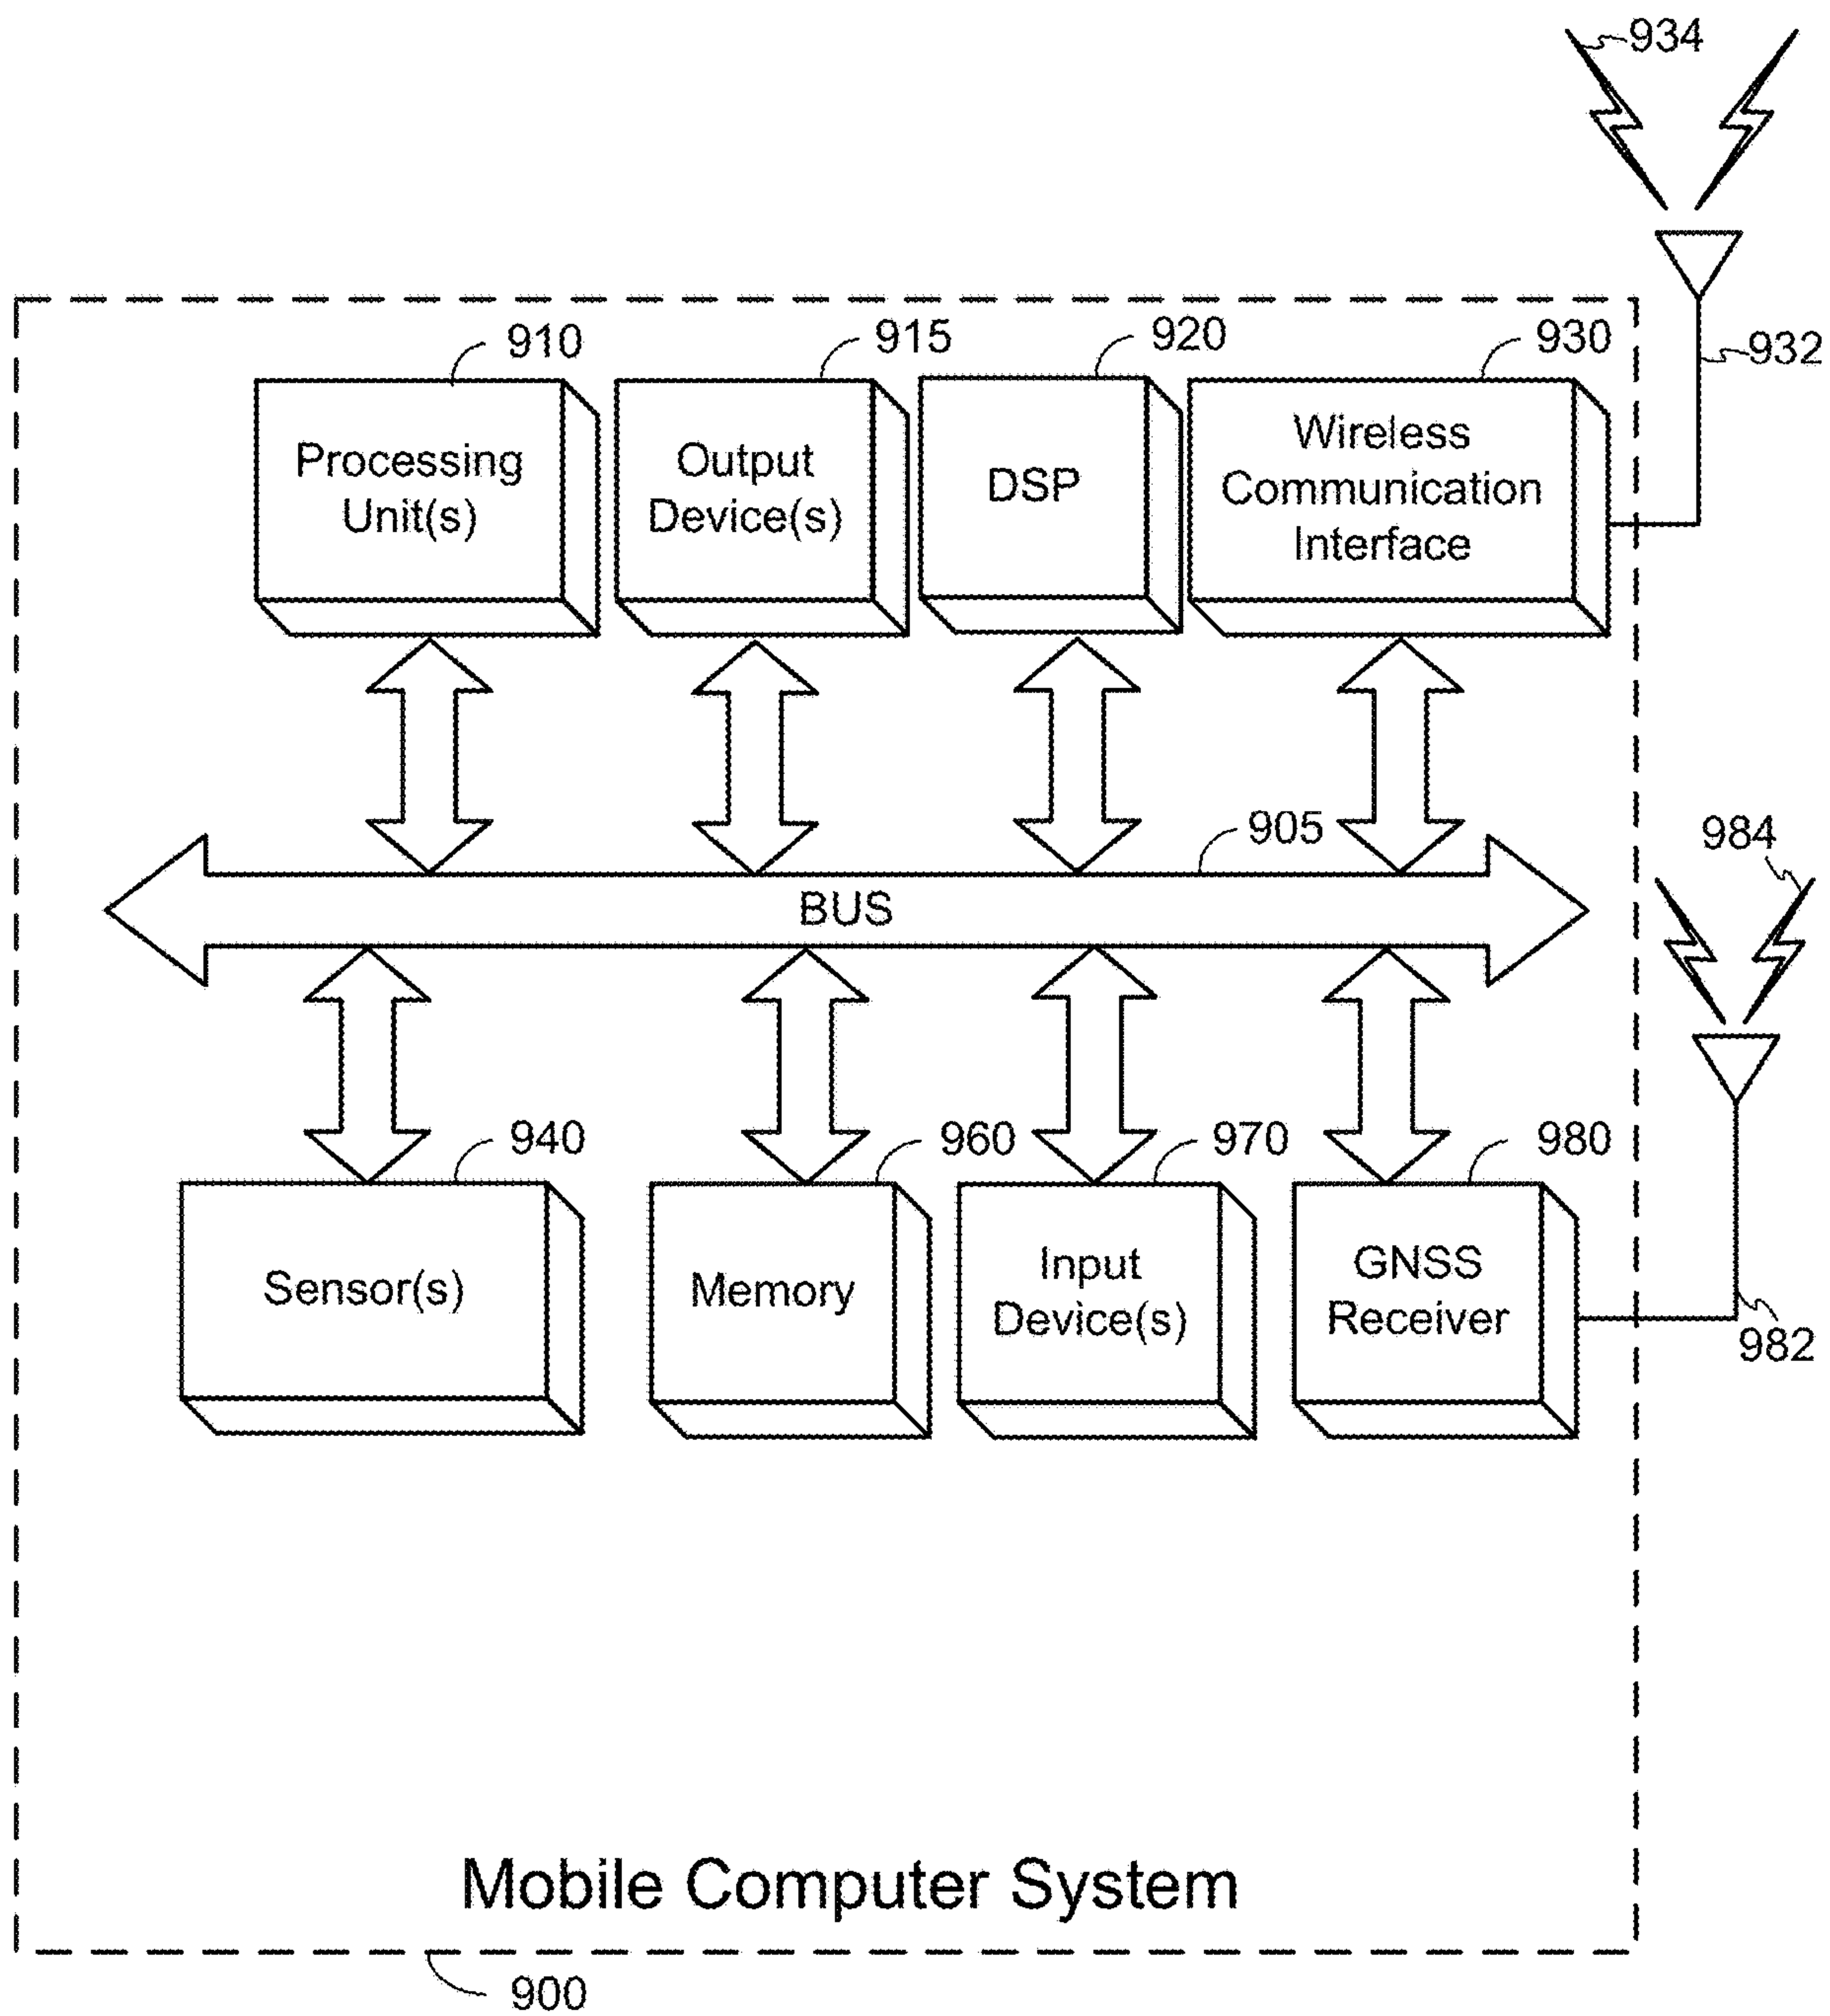 934
932
910
915
920
930
Processing
Unit(s)
Output
Device(s)
DSP
Wireless
Communication
Interface
905
BUS
984
982
940
960
970
980
Sensor(s)
Memory
Input
Device(s)
GNSS
Receiver
Mobile Computer System
900